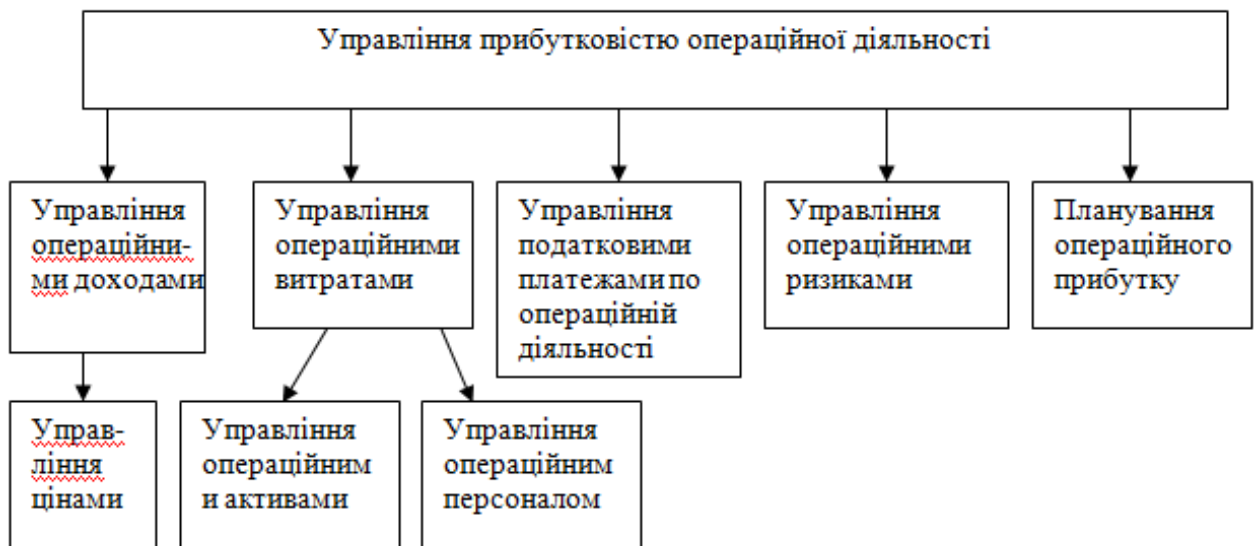 Управління прибутковістю операційної діяльності
Управління
операційни-
ми доходами
Управління
операційними
витратами
Управління
податковими
платежами по
операційній
діяльності
Управління
операційними
ризиками
Планування
операційного
прибутку
Управ-
ління
цінами
Управління
операційним
и активами
Управління
операційним
персоналом